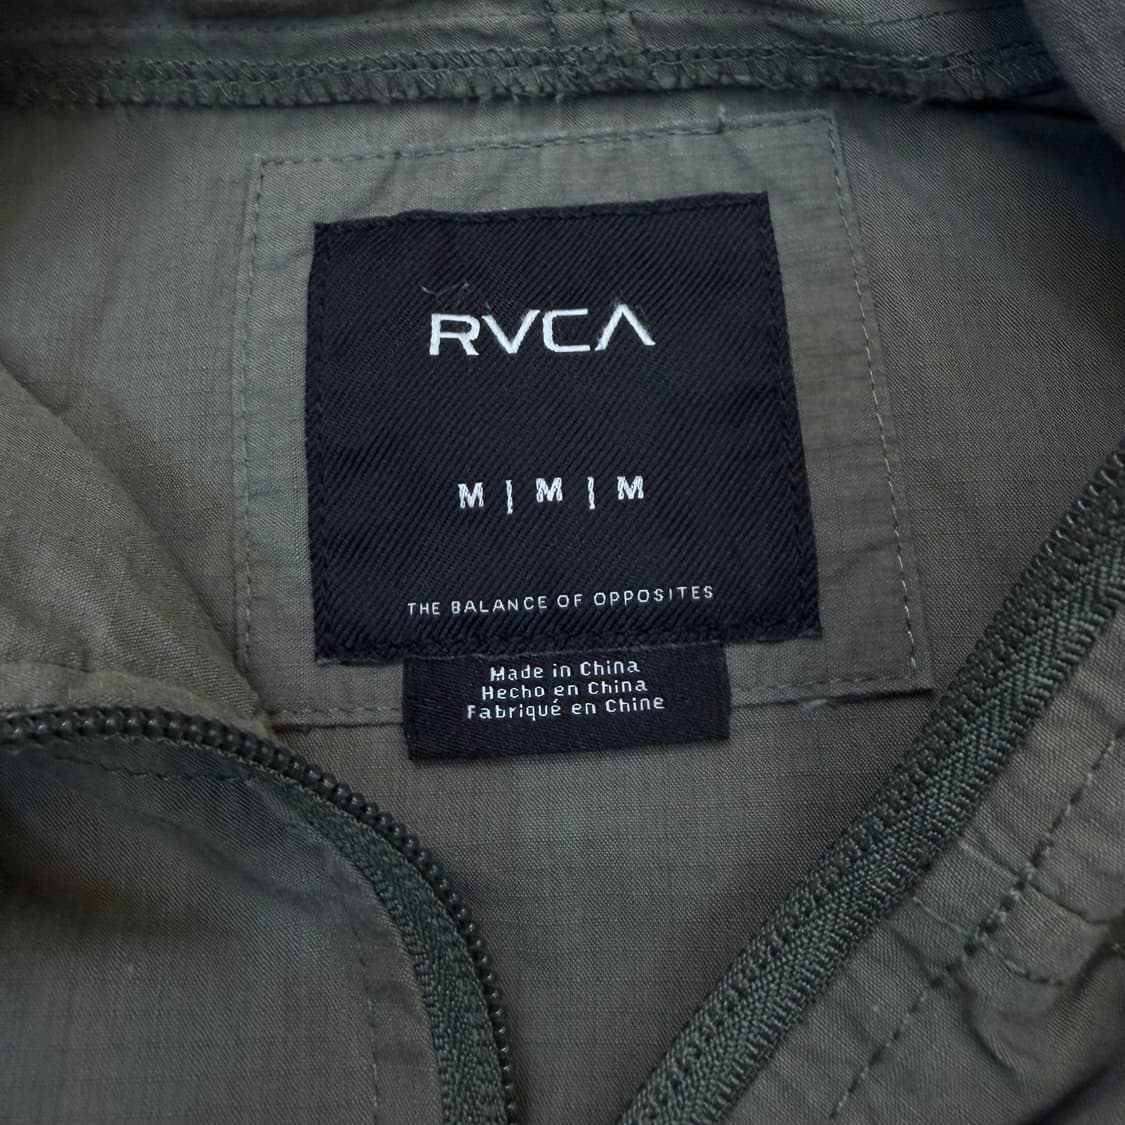 RVCA
M | M | M
THE BALANCE OF OPPOSITES
Made in China
Hecho en China
Fabriqué en Chine